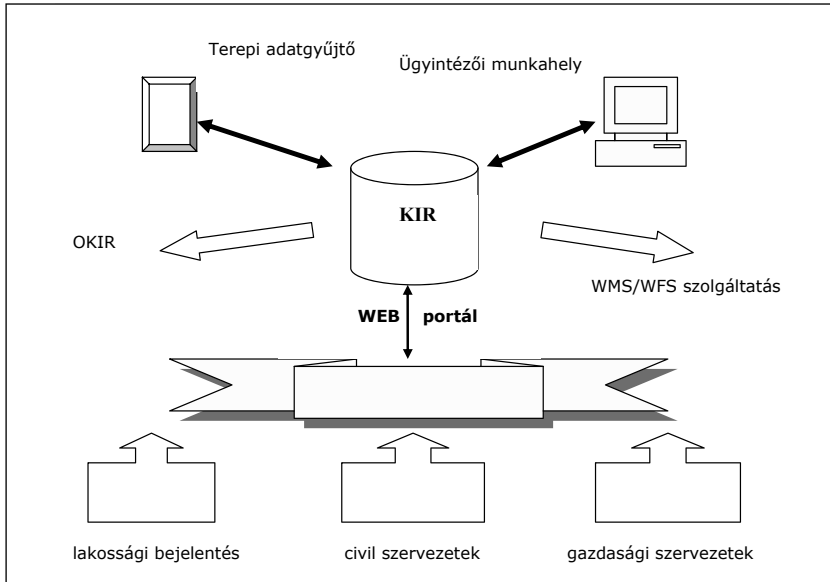 Terepi adatgyűjtő
Ügyintézői munkahely
KIR
OKIR
WMS/WFS szolgáltatás
WEB portál
lakossági bejelentés
civil szervezetek
gazdasági szervezetek